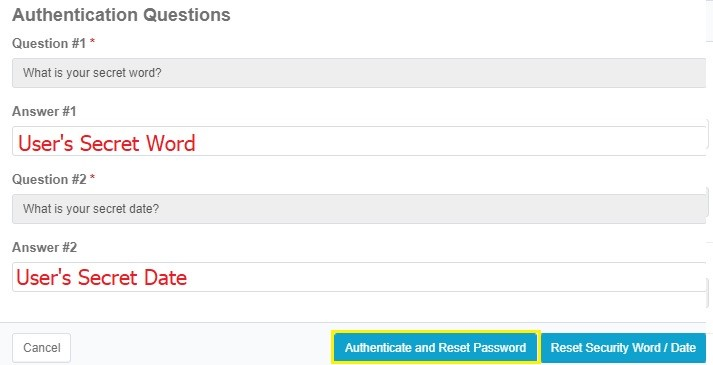 Authentication Questions
Question #1 *
What is your secret word?
Answer #1
User's Secret Word
Question #2 *
What is your secret date?
Answer #2
User's Secret Date
Cancel
Authenticate and Reset Password
Reset Security Word / Date